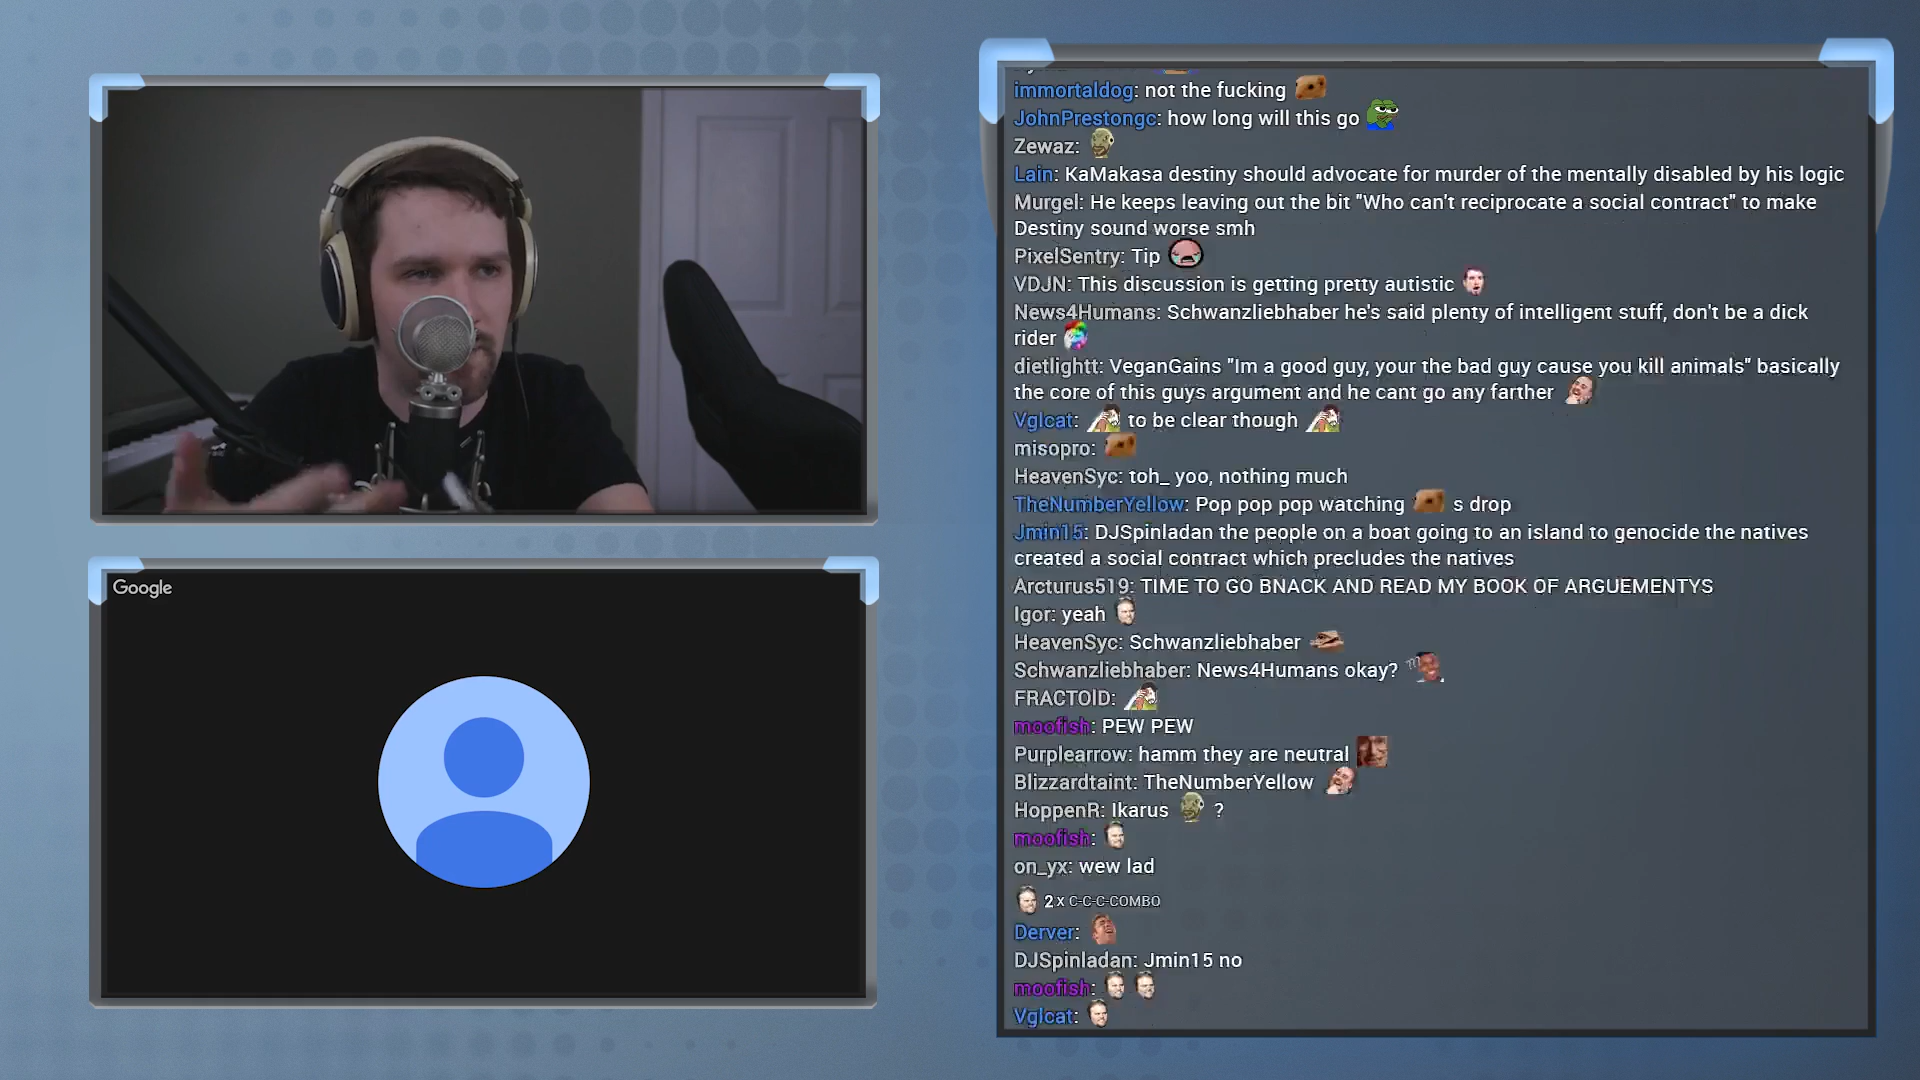 Google
immortaldog: not the fucking
JohnPrestongc: how long will this go
Zewaz:
Lain: KaMakasa destiny should advocate for murder of the mentally disabled by his logic
Murgel: He keeps leaving out the bit "Who can't reciprocate a social contract" to make
Destiny sound worse smh
PixelSentry: Tip
VDJN: This discussion is getting pretty autistic
News4Humans: Schwanzliebhaber he's said plenty of intelligent stuff, don't be a dick
rider
dietlightt: VeganGains "Im a good guy, your the bad guy cause you kill animals" basically
the core of this guys argument and he cant go any farther
Vglcat: to be clear though
misopro:
HeavenSyc: toh_ yoo, nothing much
TheNumberYellow: Pop pop pop watching s drop
Jmin15: DJSpinladan the people on a boat going to an island to genocide the natives
created a social contract which precludes the natives
Arcturus519: TIME TO GO BNACK AND READ MY BOOK OF ARGUEMENTYS
Igor: yeah
HeavenSyc: Schwanzliebhaber
Schwanzliebhaber: News4Humans okay?
FRACTOID:
moofish: PEW PEW
Purplearrow: hamm they are neutral
Blizzardtaint: TheNumberYellow
HoppenR: Ikarus ?
moofish:
on_yx: wew lad
2 x C-C-C-COMBO
Derver:
DJSpinladan: Jmin15 no
moofish:
Vglcat: